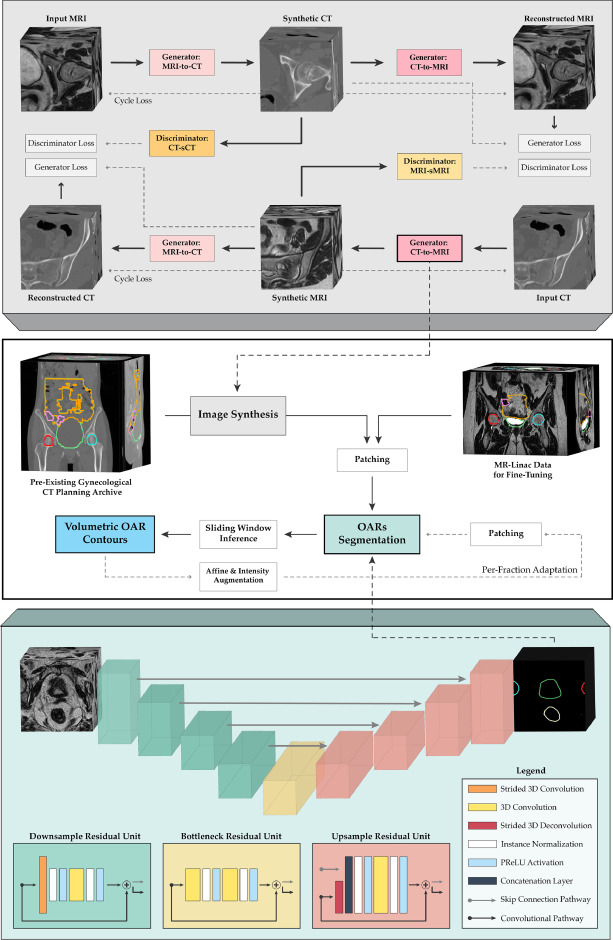 Input MRI
Synthetic CT
Reconstructed MRI
Generator:
MRI-to-CT
Generator:
CT-to-MRI
Cycle Loss
Discriminator Loss
Discriminator:
CT-sCT
Generator Loss
Generator Loss
Discriminator:
MRI-sMRI
Discriminator Loss
Generator:
MRI-to-CT
Generator:
CT-to-MRI
Cycle Loss
Reconstructed CT
Synthetic MRI
Input CT
Image Synthesis
Pre-Existing Gynecological
CT Planning Archive
Patching
MR-Linac Data
for Fine-Tuning
Volumetric OAR
Contours
Sliding Window
Inference
OARs
Segmentation
Patching
Affine & Intensity
Augmentation
Per-Fraction Adaptation
Legend
Strided 3D Convolution
3D Convolution
Strided 3D Deconvolution
Instance Normalization
PReLU Activation
Concatenation Layer
Skip Connection Pathway
Convolutional Pathway
Downsample Residual Unit
Bottleneck Residual Unit
Upsample Residual Unit